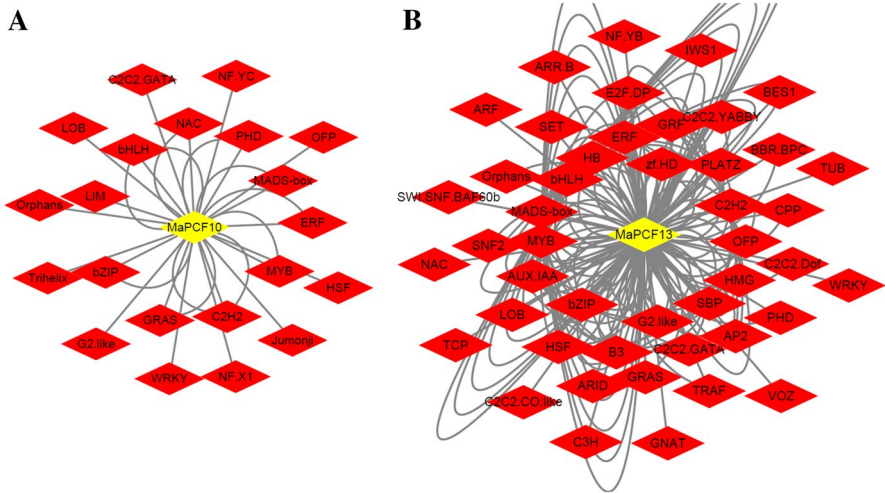 A
C2C2.GATA
NF.YC
LOB
NAC
bHLH
PHD
OFP
LIM
MADS-box
Orphans
ERF
MaPCF10
Trihelix
bZIP
MYB
HSF
GRAS
C2H2
G2.like
Jumonji
WRKY
NF.X1
B
NF.YB
IWS1
ARR.B
E2F.DP
BES1
ARF
SET
ERF
GRF
C2C2.YABBY
HB
zf.HD
PLATZ
BBR.BPC
TUB
Orphans
bHLH
SWI.SNF.BAF60b
MADS-box
C2H2
CPP
MaPCF13
SNF2
MYB
OFP
NAC
AUX.IAA
C2C2.Dof
HMG
WRKY
LOB
bZIP
SBP
G2.like
PHD
TCP
HSF
B3
C2C2.GATA
AP2
ARID
GRAS
TRAF
VOZ
C2C2.CO.like
C3H
GNAT